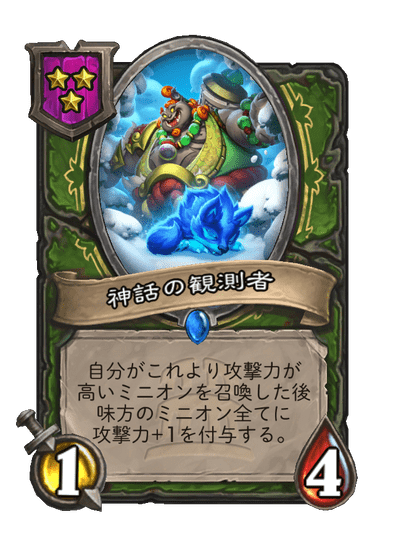 神話の観測者
自分がこれより攻撃力が
高いミニオンを召喚した後
味方のミニオン全てに
攻撃力+1を付与する。
1
4